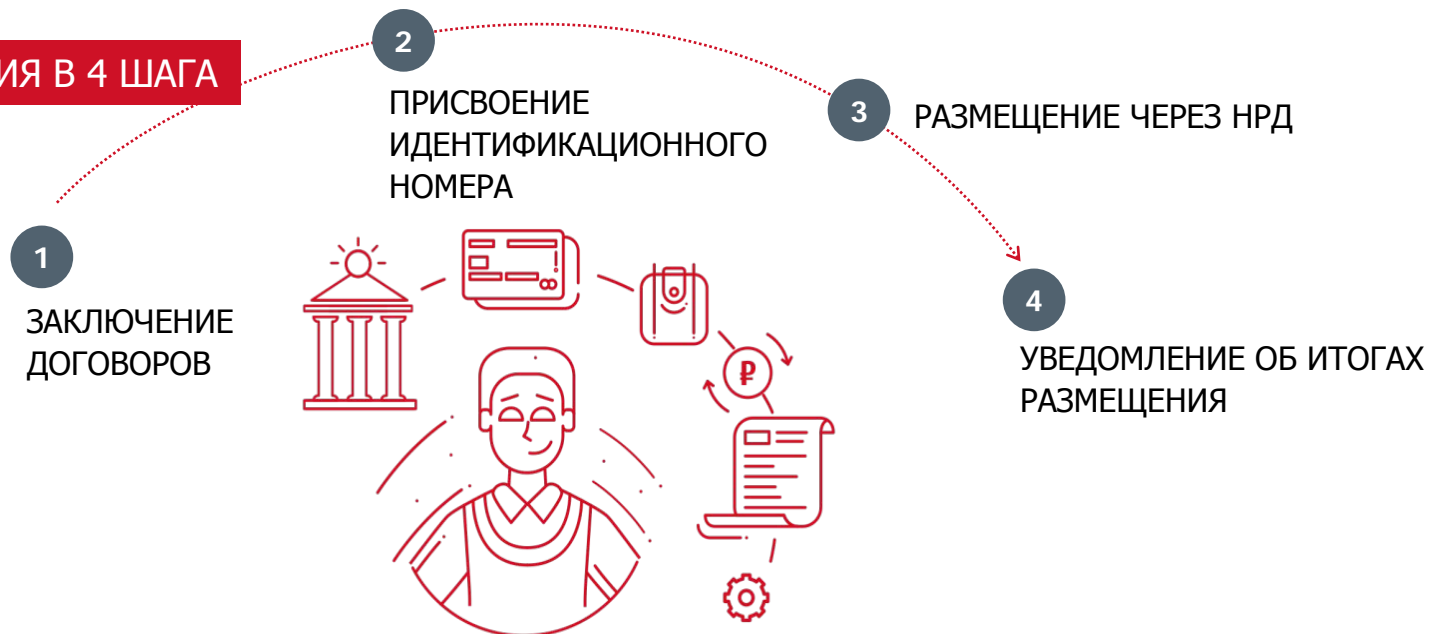 ИЯ В 4 ШАГА
1
ЗАКЛЮЧЕНИЕ
ДОГОВОРОВ
2
ПРИСВОЕНИЕ
ИДЕНТИФИКАЦИОННОГО
НОМЕРА
3
РАЗМЕЩЕНИЕ ЧЕРЕЗ НРД
4
УВЕДОМЛЕНИЕ ОБ ИТОГАХ
РАЗМЕЩЕНИЯ
₽